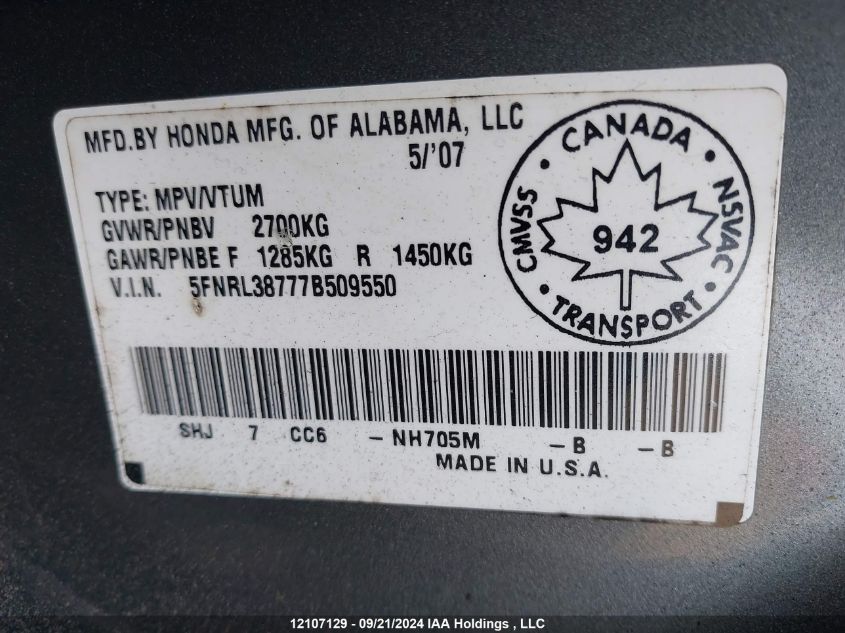 MFD.BY HONDA MFG. OF ALABAMA, LLC
5/'07
TYPE: MPV/VTUM
GVWR/PNBV 2700KG
GAWR/PNBE F 1285KG R 1450KG
V.I.N. 5FNRL38777B509550
CANADA
CMVSS 942 NSVAC
TRANSPORT
SHJ 7 CC6 -NH705M -B -B
MADE IN U.S.A.
12107129 - 09/21/2024 IAA Holdings , LLC